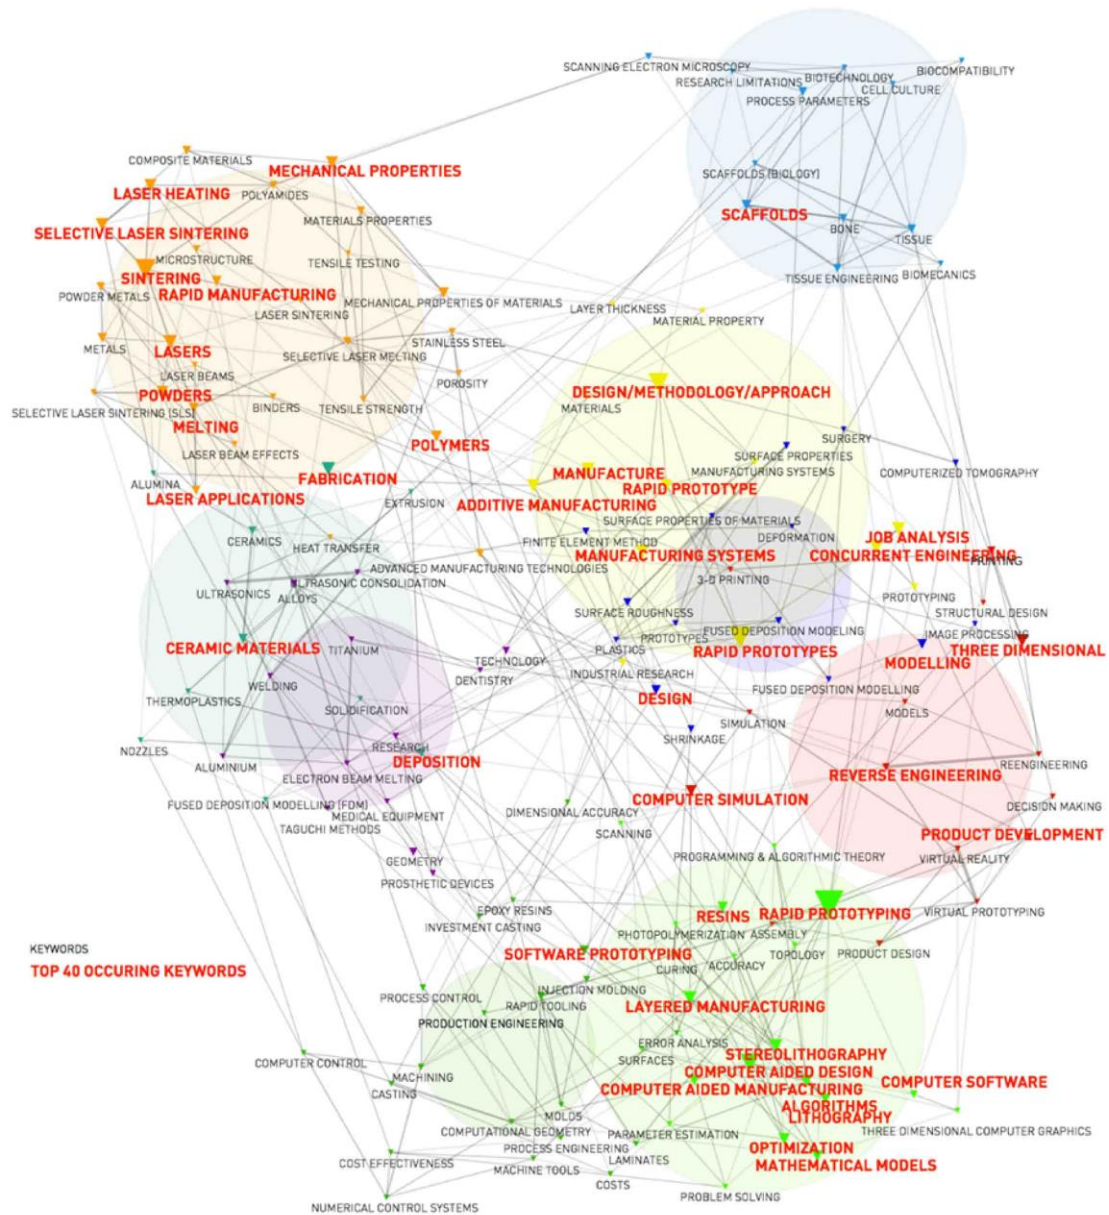 SCANNING ELECTRON MICROSCOPY
BIOTECHNOLOGY
BIOCOMPATIBILITY
RESEARCH LIMITATIONS
CELL CULTURE
PROCESS PARAMETERS
COMPOSITE MATERIALS
MECHANICAL PROPERTIES
SCAFFOLDS (BIOLOGY)
LASER HEATING
POLYAMIDES
SCAFFOLDS
MATERIALS PROPERTIES
BONE
SELECTIVE LASER SINTERING
TISSUE
MICROSTRUCTURE
TENSILE TESTING
SINTERING
TISSUE ENGINEERING
BIOMECANICS
POWDER METALS
RAPID MANUFACTURING
MECHANICAL PROPERTIES OF MATERIALS
LASER SINTERING
LAYER THICKNESS
MATERIAL PROPERTY
METALS
LASERS
SELECTIVE LASER MELTING
STAINLESS STEEL
LASER BEAMS
POROSITY
DESIGN/METHODOLOGY/APPROACH
POWDERS
BINDERS
TENSILE STRENGTH
MATERIALS
SELECTIVE LASER SINTERING (SLS)
MELTING
SURGERY
POLYMERS
LASER BEAM EFFECTS
SURFACE PROPERTIES
MANUFACTURING SYSTEMS
COMPUTERIZED TOMOGRAPHY
ALUMINA
FABRICATION
MANUFACTURE
RAPID PROTOTYPE
LASER APPLICATIONS
EXTRUSION
ADDITIVE MANUFACTURING
SURFACE PROPERTIES OF MATERIALS
CERAMICS
HEAT TRANSFER
FINITE ELEMENT METHOD
DEFORMATION
JOB ANALYSIS
MANUFACTURING SYSTEMS
CONCURRENT ENGINEERING
PRINTING
ADVANCED MANUFACTURING TECHNOLOGIES
3-D PRINTING
ULTRASONICS
ULTRASONIC CONSOLIDATION
ALLOYS
PROTOTYPING
SURFACE ROUGHNESS
STRUCTURAL DESIGN
PROTOTYPES
FUSED DEPOSITION MODELING
IMAGE PROCESSING
CERAMIC MATERIALS
TITANIUM
PLASTICS
RAPID PROTOTYPES
THREE DIMENSIONAL
TECHNOLOGY
MODELLING
DENTISTRY
INDUSTRIAL RESEARCH
WELDING
FUSED DEPOSITION MODELLING
THERMOPLASTICS
SOLIDIFICATION
DESIGN
MODELS
SIMULATION
SHRINKAGE
NOZZLES
RESEARCH
DEPOSITION
ALUMINIUM
REENGINEERING
ELECTRON BEAM MELTING
REVERSE ENGINEERING
COMPUTER SIMULATION
DECISION MAKING
FUSED DEPOSITION MODELLING (FDM)
MEDICAL EQUIPMENT
DIMENSIONAL ACCURACY
TAGUCHI METHODS
SCANNING
PRODUCT DEVELOPMENT
GEOMETRY
PROGRAMMING & ALGORITHMIC THEORY
VIRTUAL REALITY
PROSTHETIC DEVICES
EPOXY RESINS
RESINS
RAPID PROTOTYPING
VIRTUAL PROTOTYPING
INVESTMENT CASTING
PHOTOPOLYMERIZATION
ASSEMBLY
KEYWORDS
SOFTWARE PROTOTYPING
TOPOLOGY
PRODUCT DESIGN
TOP 40 OCCURING KEYWORDS
CURING
ACCURACY
INJECTION MOLDING
PROCESS CONTROL
RAPID TOOLING
LAYERED MANUFACTURING
PRODUCTION ENGINEERING
ERROR ANALYSIS
STEREOLITHOGRAPHY
COMPUTER CONTROL
SURFACES
COMPUTER AIDED DESIGN
MACHINING
COMPUTER AIDED MANUFACTURING
COMPUTER SOFTWARE
CASTING
ALGORITHMS
MOLDS
LITHOGRAPHY
COMPUTATIONAL GEOMETRY
PARAMETER ESTIMATION
THREE DIMENSIONAL COMPUTER GRAPHICS
PROCESS ENGINEERING
OPTIMIZATION
COST EFFECTIVENESS
LAMINATES
MATHEMATICAL MODELS
MACHINE TOOLS
COSTS
PROBLEM SOLVING
NUMERICAL CONTROL SYSTEMS